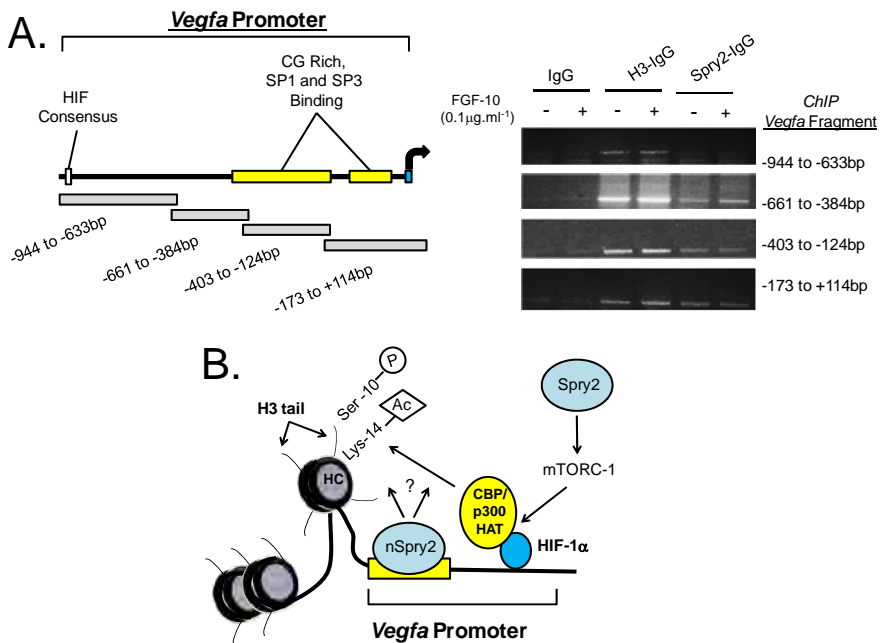 A.
Vegfa Promoter
CG Rich,
SP1 and SP3
Binding
HIF
Consensus
-944 to -633bp
-661 to -384bp
-403 to -124bp
-173 to +114bp
IgG
H3-IgG
Spry2-IgG
FGF-10
(0.1µg.ml⁻¹)
- + - + - +
ChIP
Vegfa Fragment
-944 to -633bp
-661 to -384bp
-403 to -124bp
-173 to +114bp
B.
P
Ser -10
Ac
Lys-14
H3 tail
HC
?
nSpry2
CBP/
p300
HAT
Spry2
mTORC-1
HIF-1α
Vegfa Promoter